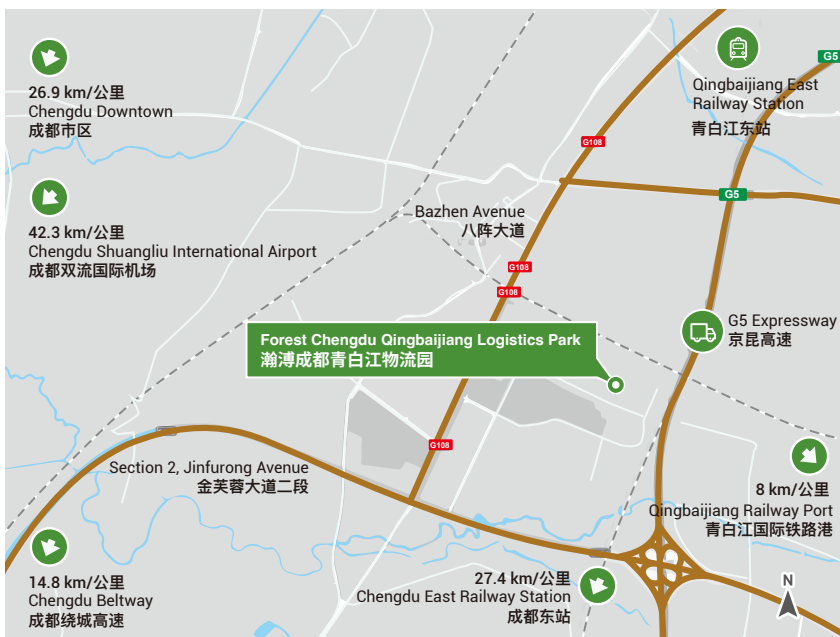 26.9 km/公里
Chengdu Downtown
成都市区
42.3 km/公里
Chengdu Shuangliu International Airport
成都双流国际机场
Qingbaijiang East
Railway Station
青白江东站
G5
G108
G5
Bazhen Avenue
八阵大道
G108
G108
G5 Expressway
京昆高速
Forest Chengdu Qingbaijiang Logistics Park
瀚溥成都青白江物流园
G108
Section 2, Jinfurong Avenue
金芙蓉大道二段
8 km/公里
Qingbaijiang Railway Port
青白江国际铁路港
14.8 km/公里
Chengdu Beltway
成都绕城高速
27.4 km/公里
Chengdu East Railway Station
成都东站
N